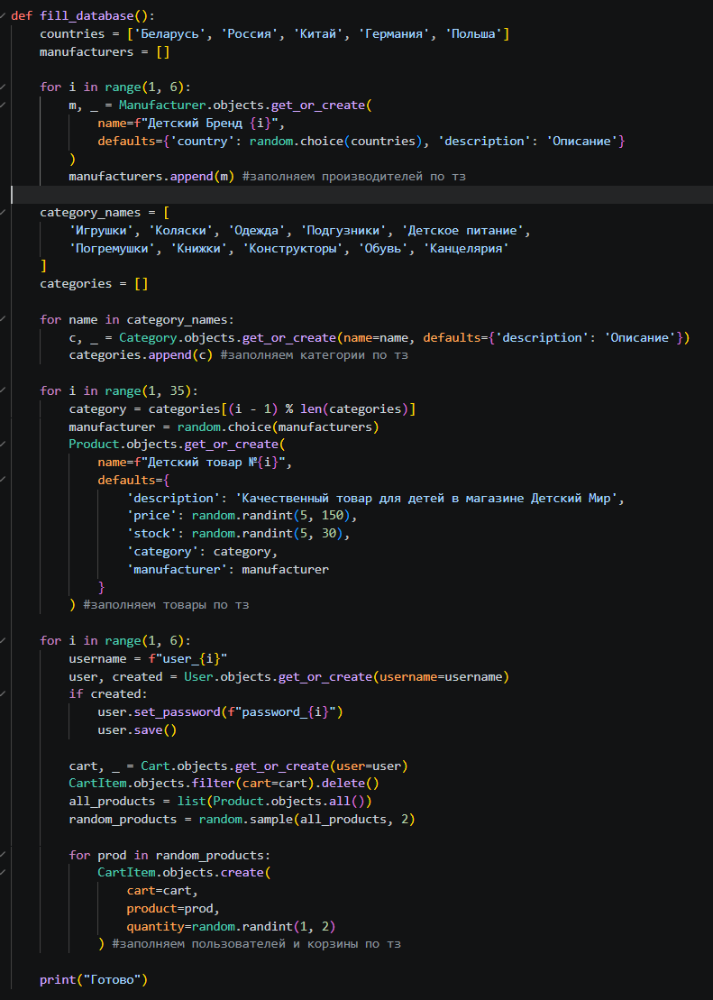 def fill_database():
    countries = ['Беларусь', 'Россия', 'Китай', 'Германия', 'Польша']
    manufacturers = []

    for i in range(1, 6):
        m, _ = Manufacturer.objects.get_or_create(
            name=f"Детский Бренд {i}",
            defaults={'country': random.choice(countries), 'description': 'Описание'}
        )
        manufacturers.append(m) #заполняем производителей по тз

    category_names = [
        'Игрушки', 'Коляски', 'Одежда', 'Подгузники', 'Детское питание',
        'Погремушки', 'Книжки', 'Конструкторы', 'Обувь', 'Канцелярия'
    ]
    categories = []

    for name in category_names:
        c, _ = Category.objects.get_or_create(name=name, defaults={'description': 'Описание'})
        categories.append(c) #заполняем категории по тз

    for i in range(1, 35):
        category = categories[(i - 1) % len(categories)]
        manufacturer = random.choice(manufacturers)
        Product.objects.get_or_create(
            name=f"Детский товар №{i}",
            defaults={
                'description': 'Качественный товар для детей в магазине Детский Мир',
                'price': random.randint(5, 150),
                'stock': random.randint(5, 30),
                'category': category,
                'manufacturer': manufacturer
            }
        ) #заполняем товары по тз

    for i in range(1, 6):
        username = f"user_{i}"
        user, created = User.objects.get_or_create(username=username)
        if created:
            user.set_password(f"password_{i}")
            user.save()

        cart, _ = Cart.objects.get_or_create(user=user)
        CartItem.objects.filter(cart=cart).delete()
        all_products = list(Product.objects.all())
        random_products = random.sample(all_products, 2)

        for prod in random_products:
            CartItem.objects.create(
                cart=cart,
                product=prod,
                quantity=random.randint(1, 2)
            ) #заполняем пользователей и корзины по тз

    print("Готово")